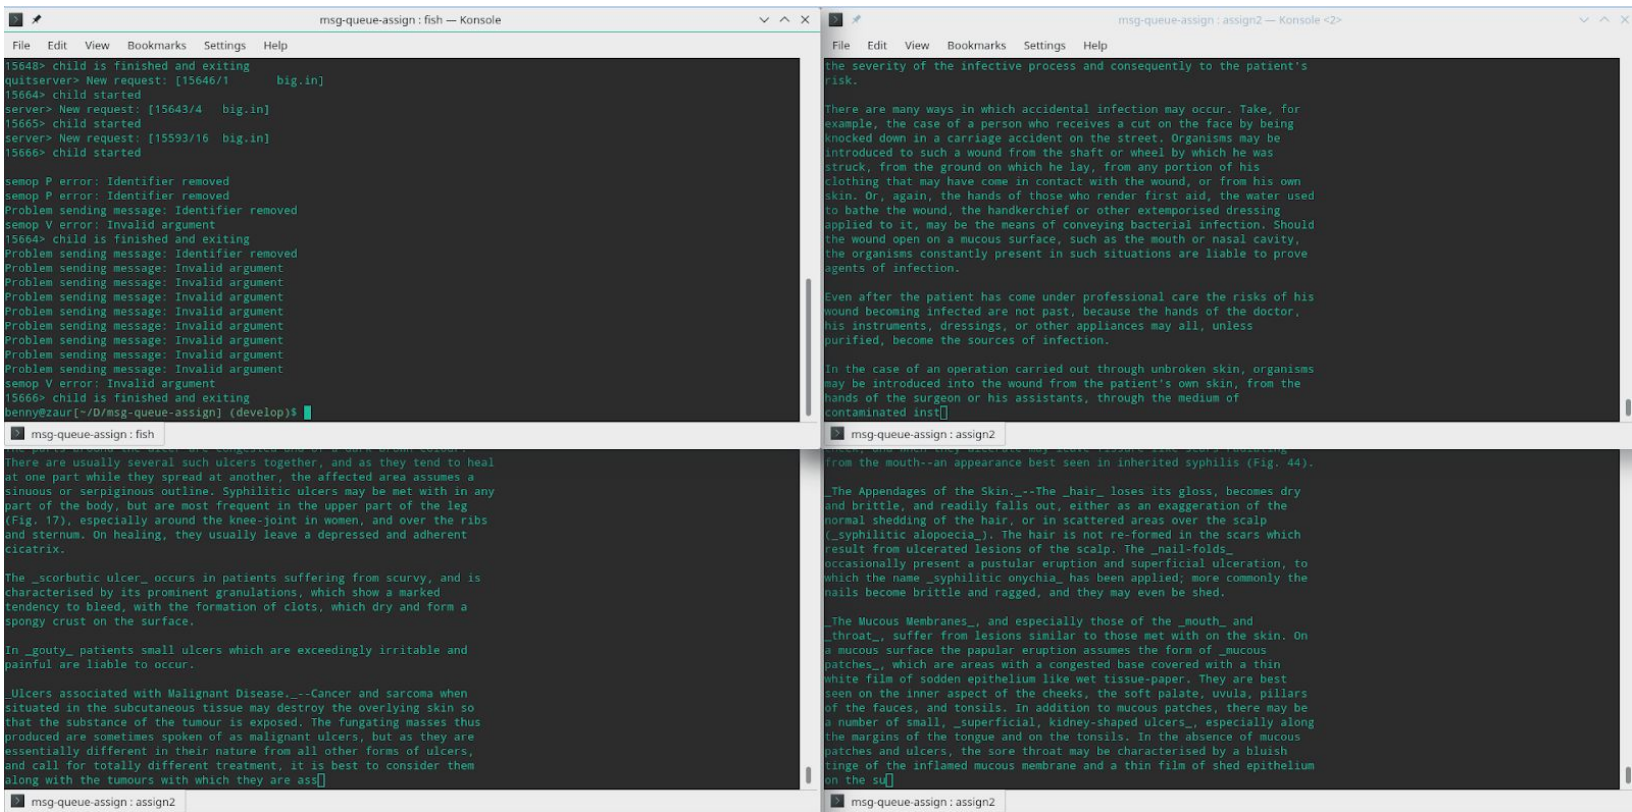 msg-queue-assign : fish — Konsole
File Edit View Bookmarks Settings Help
15648> child is finished and exiting
quitserver> New request: [15646/1 big.in]
15664> child started
server> New request: [15643/4 big.in]
15665> child started
server> New request: [15593/16 big.in]
15666> child started
semop P error: Identifier removed
semop P error: Identifier removed
Problem sending message: Identifier removed
semop V error: Invalid argument
15664> child is finished and exiting
Problem sending message: Identifier removed
Problem sending message: Invalid argument
Problem sending message: Invalid argument
Problem sending message: Invalid argument
Problem sending message: Invalid argument
Problem sending message: Invalid argument
Problem sending message: Invalid argument
Problem sending message: Invalid argument
Problem sending message: Invalid argument
semop V error: Invalid argument
15666> child is finished and exiting
benny@zaur[~/D/msg-queue-assign] (develop)$
msg-queue-assign : fish
msg-queue-assign : assign2 — Konsole <2>
File Edit View Bookmarks Settings Help
the severity of the infective process and consequently to the patient's
risk.
There are many ways in which accidental infection may occur. Take, for
example, the case of a person who receives a cut on the face by being
knocked down in a carriage accident on the street. Organisms may be
introduced to such a wound from the shaft or wheel by which he was
struck, from the ground on which he lay, from any portion of his
clothing that may have come in contact with the wound, or from his own
skin. Or, again, the hands of those who render first aid, the water used
to bathe the wound, the handkerchief or other extemporised dressing
applied to it, may be the means of conveying bacterial infection. Should
the wound open on a mucous surface, such as the mouth or nasal cavity,
the organisms constantly present in such situations are liable to prove
agents of infection.
Even after the patient has come under professional care the risks of his
wound becoming infected are not past, because the hands of the doctor,
his instruments, dressings, or other appliances may all, unless
purified, become the sources of infection.
In the case of an operation carried out through unbroken skin, organisms
may be introduced into the wound from the patient's own skin, from the
hands of the surgeon or his assistants, through the medium of
contaminated inst
msg-queue-assign : assign2
There are usually several such ulcers together, and as they tend to heal
at one part while they spread at another, the affected area assumes a
sinuous or serpiginous outline. Syphilitic ulcers may be met with in any
part of the body, but are most frequent in the upper part of the leg
(Fig. 17), especially around the knee-joint in women, and over the ribs
and sternum. On healing, they usually leave a depressed and adherent
cicatrix.
The _scorbutic ulcer_ occurs in patients suffering from scurvy, and is
characterised by its prominent granulations, which show a marked
tendency to bleed, with the formation of clots, which dry and form a
spongy crust on the surface.
In _gouty_ patients small ulcers which are exceedingly irritable and
painful are liable to occur.
_Ulcers associated with Malignant Disease._--Cancer and sarcoma when
situated in the subcutaneous tissue may destroy the overlying skin so
that the substance of the tumour is exposed. The fungating masses thus
produced are sometimes spoken of as malignant ulcers, but as they are
essentially different in their nature from all other forms of ulcers,
and call for totally different treatment, it is best to consider them
along with the tumours with which they are ass
msg-queue-assign : assign2
from the mouth--an appearance best seen in inherited syphilis (Fig. 44).
_The Appendages of the Skin._--The _hair_ loses its gloss, becomes dry
and brittle, and readily falls out, either as an exaggeration of the
normal shedding of the hair, or in scattered areas over the scalp
(_syphilitic alopoecia_). The hair is not re-formed in the scars which
result from ulcerated lesions of the scalp. The _nail-folds_
occasionally present a pustular eruption and superficial ulceration, to
which the name _syphilitic onychia_ has been applied; more commonly the
nails become brittle and ragged, and they may even be shed.
_The Mucous Membranes_, and especially those of the _mouth_ and
_throat_, suffer from lesions similar to those met with on the skin. On
a mucous surface the papular eruption assumes the form of _mucous
patches_, which are areas with a congested base covered with a thin
white film of sodden epithelium like wet tissue-paper. They are best
seen on the inner aspect of the cheeks, the soft palate, uvula, pillars
of the fauces, and tonsils. In addition to mucous patches, there may be
a number of small, _superficial, kidney-shaped ulcers_, especially along
the margins of the tongue and on the tonsils. In the absence of mucous
patches and ulcers, the sore throat may be characterised by a bluish
tinge of the inflamed mucous membrane and a thin film of shed epithelium
on the su
msg-queue-assign : assign2